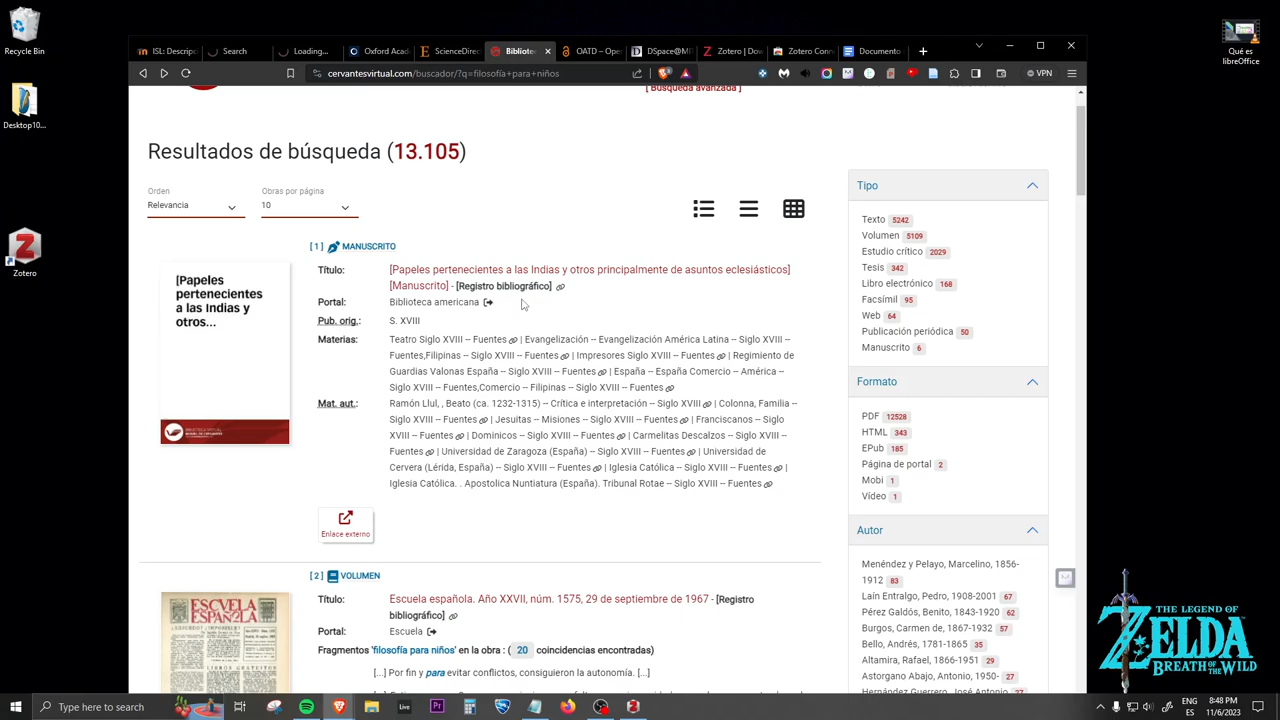 Recycle Bin
Desktop10...
Zotero
Qué es
libreOffice
ISL: Descrip
Search
Loading...
Oxford Acad
ScienceDirec
Bibliotec
OATD – Ope
DSpace@MI
Zotero | Dow
Zotero Conn
Documento
cervantesvirtual.com/buscador/?q=filosofía+para+niños
VPN
[ Búsqueda avanzada ]
Resultados de búsqueda (13.105)
Orden
Relevancia
Obras por página
10
[ 1 ] MANUSCRITO
[Papeles
pertenecientes
a las Indias y
otros...
Título: [Papeles pertenecientes a las Indias y otros principalmente de asuntos eclesiásticos]
[Manuscrito] - [Registro bibliográfico]
Portal: Biblioteca americana
Pub. orig.: S. XVIII
Materias: Teatro Siglo XVIII -- Fuentes | Evangelización -- Evangelización América Latina -- Siglo XVIII --
Fuentes,Filipinas -- Siglo XVIII -- Fuentes | Impresores Siglo XVIII -- Fuentes | Regimiento de
Guardias Valonas España -- Siglo XVIII -- Fuentes | España -- España Comercio -- América --
Siglo XVIII -- Fuentes,Comercio -- Filipinas -- Siglo XVIII -- Fuentes
Mat. aut.: Ramón Llul, , Beato (ca. 1232-1315) -- Crítica e interpretación -- Siglo XVIII | Colonna, Familia --
Siglo XVIII -- Fuentes | Jesuitas -- Misiones -- Siglo XVIII -- Fuentes | Franciscanos -- Siglo
XVIII -- Fuentes | Dominicos -- Siglo XVIII -- Fuentes | Carmelitas Descalzos -- Siglo XVIII --
Fuentes | Universidad de Zaragoza (España) -- Siglo XVIII -- Fuentes | Universidad de
Cervera (Lérida, España) -- Siglo XVIII -- Fuentes | Iglesia Católica -- Siglo XVIII -- Fuentes |
Iglesia Católica. . Apostolica Nuntiatura (España). Tribunal Rotae -- Siglo XVIII -- Fuentes
Enlace externo
[ 2 ] VOLUMEN
ESCUELA
ESPAÑOLA
Título: Escuela española. Año XXVII, núm. 1575, 29 de septiembre de 1967 - [Registro
bibliográfico]
Portal: Escuela
Fragmentos 'filosofía para niños' en la obra : ( 20 coincidencias encontradas)
[...] Por fin y para evitar conflictos, consiguieron la autonomía. [...]
Tipo
Texto 5242
Volumen 5109
Estudio crítico 2029
Tesis 342
Libro electrónico 168
Facsímil 95
Web 64
Publicación periódica 50
Manuscrito 6
Formato
PDF 12528
HTML 343
EPub 185
Página de portal 2
Mobi 1
Vídeo 1
Autor
Menéndez y Pelayo, Marcelino, 1856-
1912 83
Laín Entralgo, Pedro, 1908-2001 67
Pérez Galdós, Benito, 1843-1920 62
Burgos, Carmen de, 1867-1932 57
Bello, Andrés, 1781-1865 35
Altamira, Rafael, 1866-1951 29
Astorgano Abajo, Antonio, 1950-
27
Hernández Guerrero, José Antonio 27
THE LEGEND OF
ZELDA
BREATH OF THE WILD
Type here to search
Live
Pr
ENG
ES
8:48 PM
11/6/2023